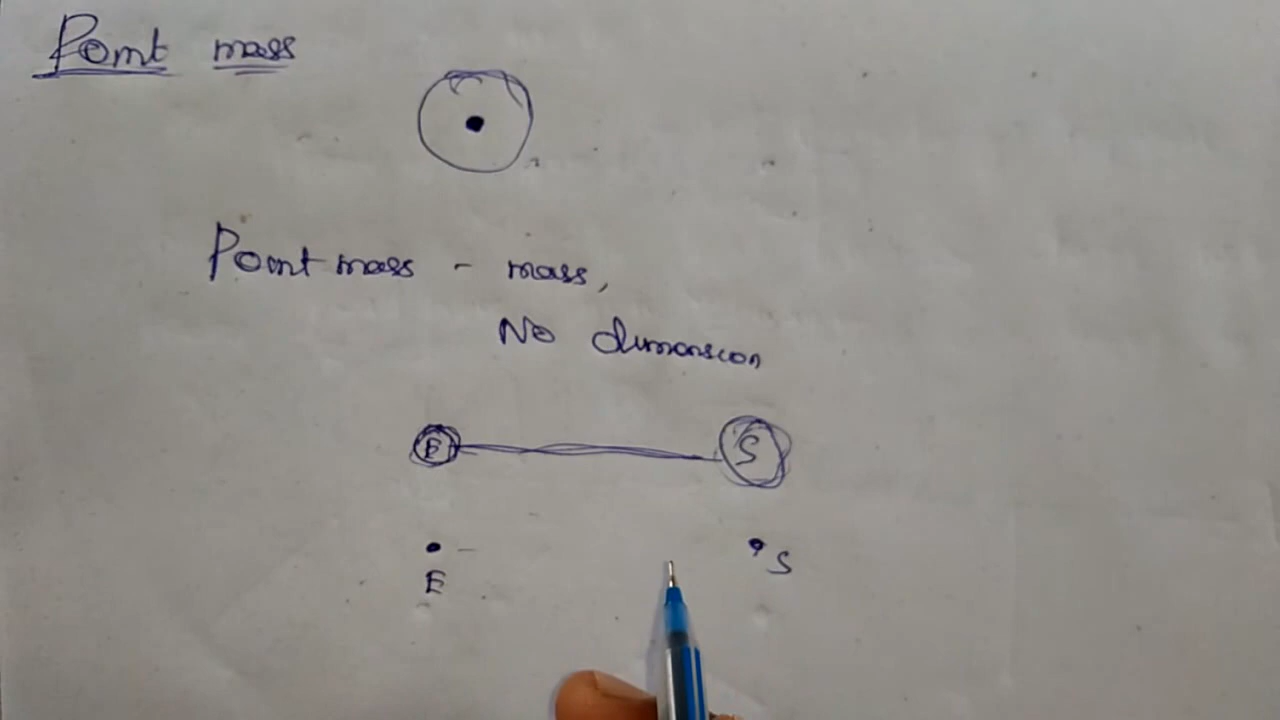 Point mass
Point mass - mass,
No dimension
E S
E S